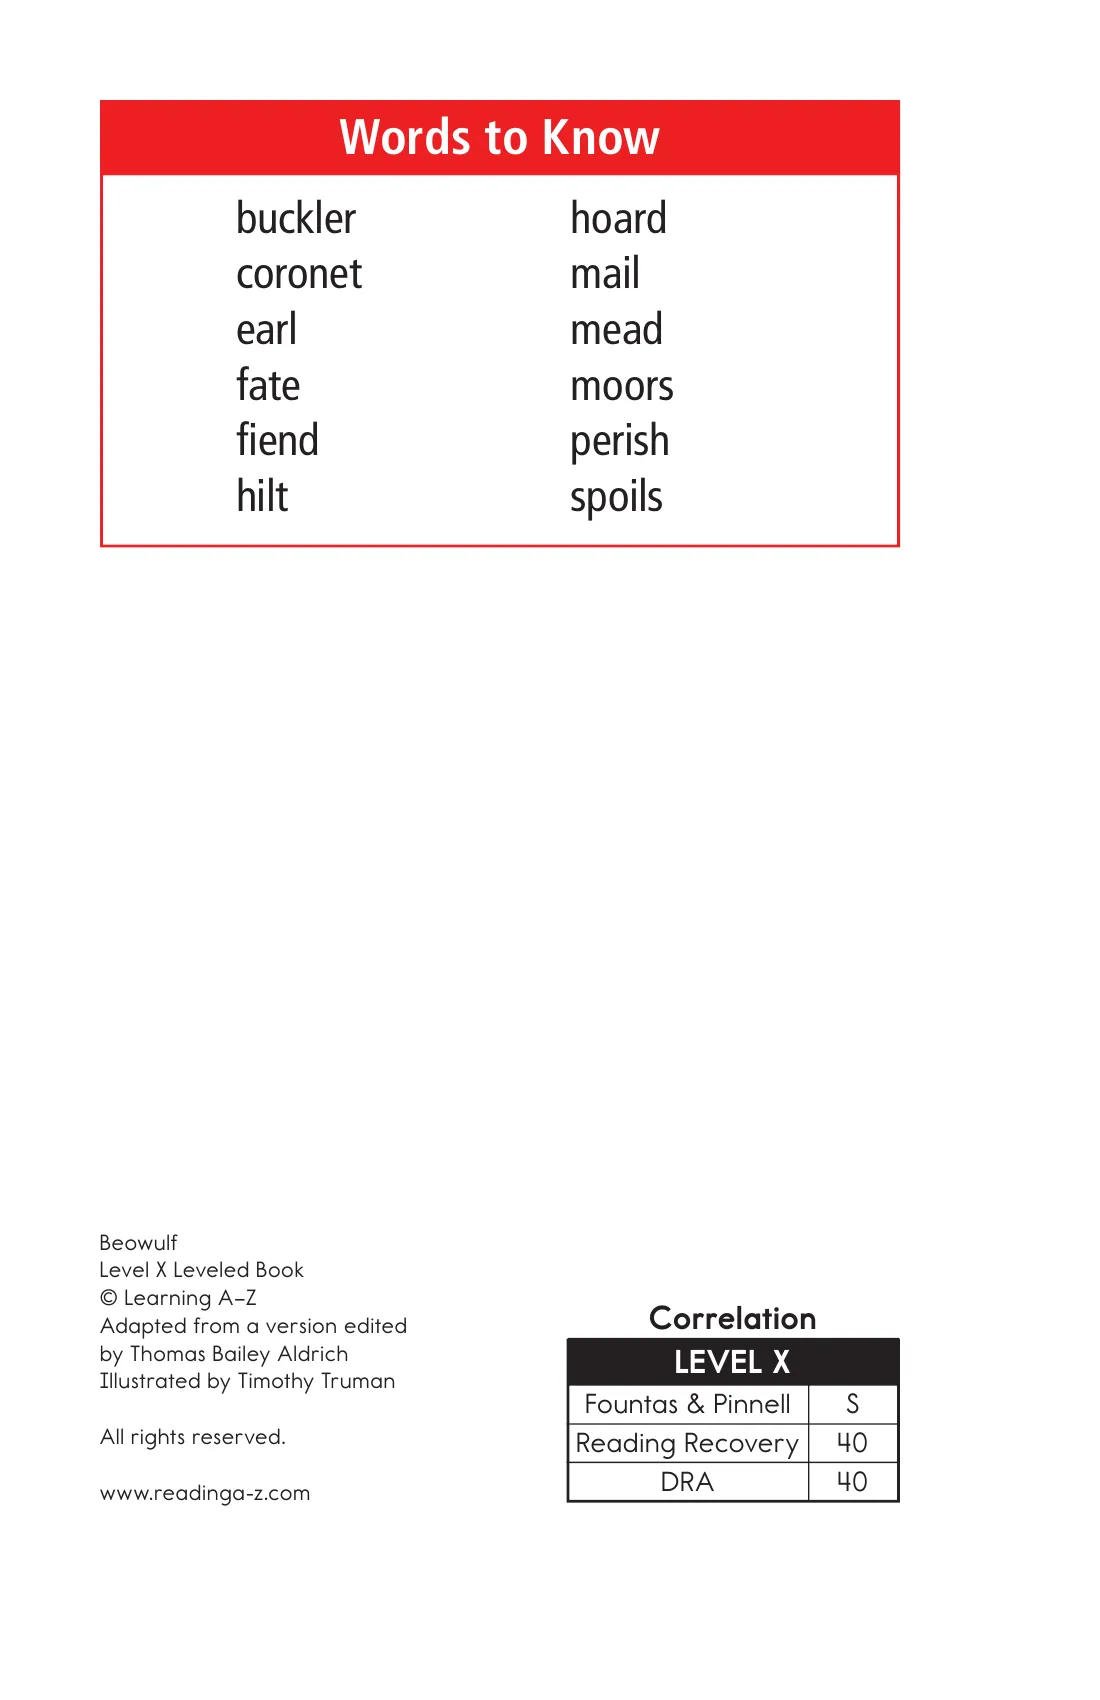 Words to Know
buckler
coronet
earl
fate
fiend
hilt
hoard
mail
mead
moors
perish
spoils
Beowulf
Level X Leveled Book
© Learning A–Z
Adapted from a version edited
by Thomas Bailey Aldrich
Illustrated by Timothy Truman
All rights reserved.
www.readinga-z.com
Correlation
LEVEL X
Fountas & Pinnell S
Reading Recovery 40
DRA 40